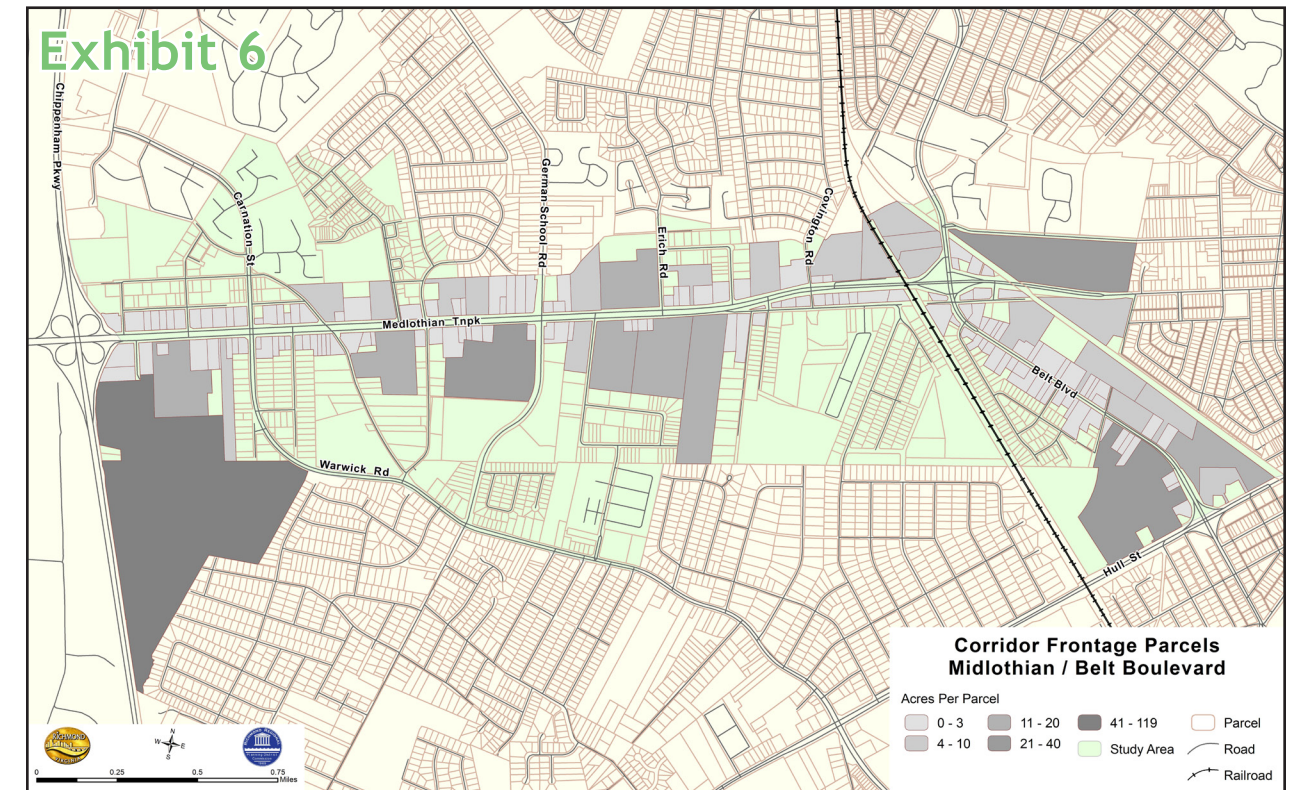 Exhibit 6
Chippenham Pkwy
Carnation St
German School Rd
Erich Rd
Covington Rd
Medlothian Tnpk
Belt Blvd
Warwick Rd
Hull St
Corridor Frontage Parcels
Midlothian / Belt Boulevard
Acres Per Parcel
0 - 3
11 - 20
41 - 119
Parcel
4 - 10
21 - 40
Study Area
Road
Railroad
RICHMOND
N
W E
S
0 0.25 0.5 0.75
Miles